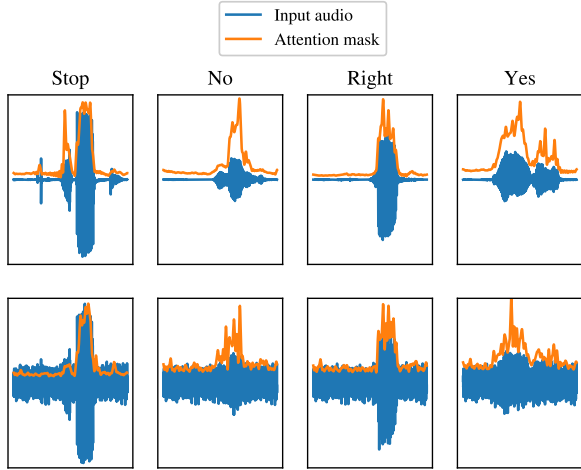 Input audio
Attention mask
Stop No Right Yes